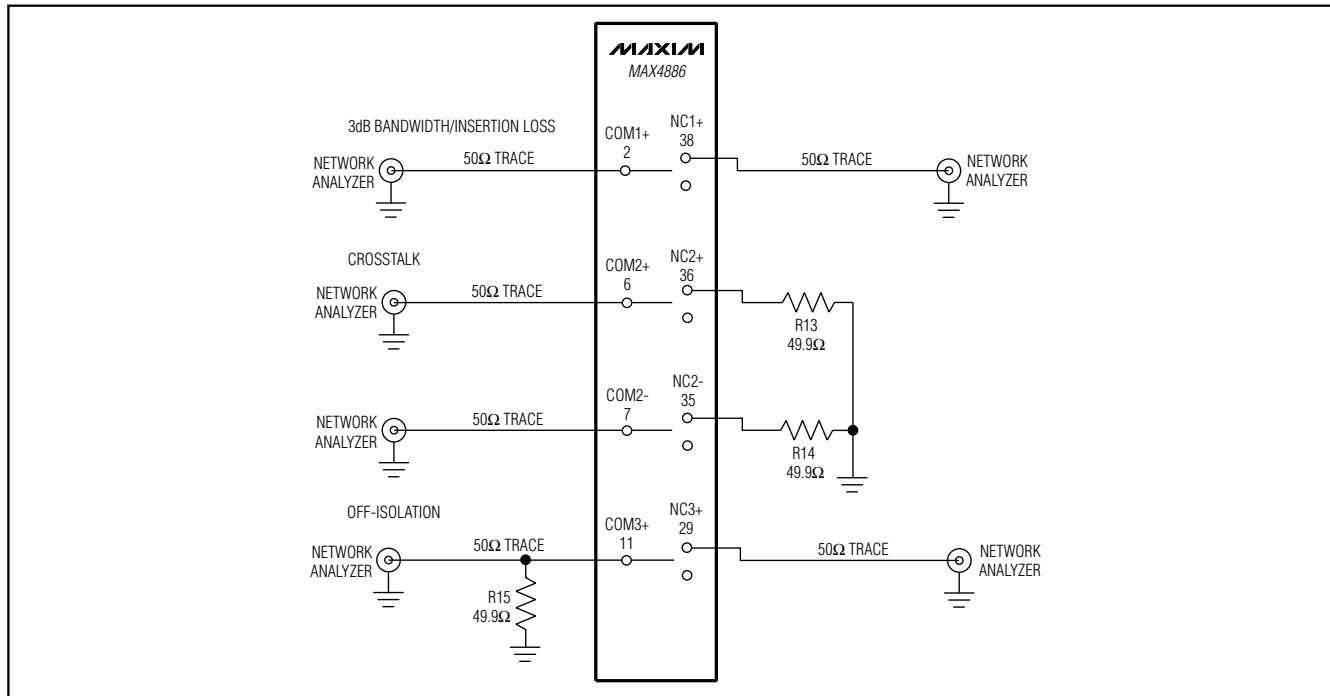 MAXIM
MAX4886
3dB BANDWIDTH/INSERTION LOSS
NETWORK
ANALYZER
50Ω TRACE
COM1+
2
NC1+
38
50Ω TRACE
NETWORK
ANALYZER
CROSSTALK
NETWORK
ANALYZER
50Ω TRACE
COM2+
6
NC2+
36
R13
49.9Ω
NETWORK
ANALYZER
50Ω TRACE
COM2-
7
NC2-
35
R14
49.9Ω
OFF-ISOLATION
NETWORK
ANALYZER
50Ω TRACE
R15
49.9Ω
COM3+
11
NC3+
29
50Ω TRACE
NETWORK
ANALYZER